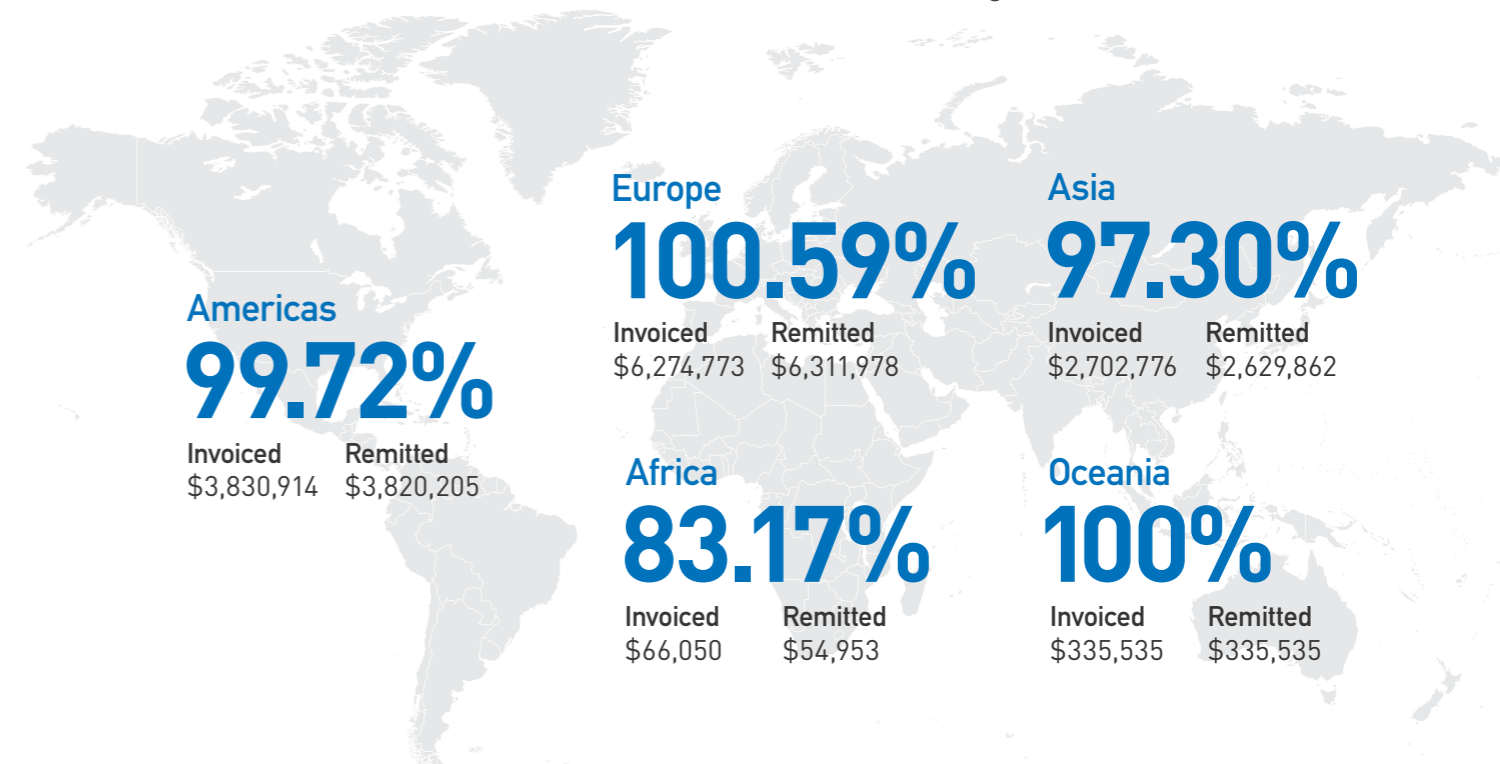 Europe
100.59%
Invoiced Remitted
$6,274,773 $6,311,978
Asia
97.30%
Invoiced Remitted
$2,702,776 $2,629,862
Americas
99.72%
Invoiced Remitted
$3,830,914 $3,820,205
Africa
83.17%
Invoiced Remitted
$66,050 $54,953
Oceania
100%
Invoiced Remitted
$335,535 $335,535